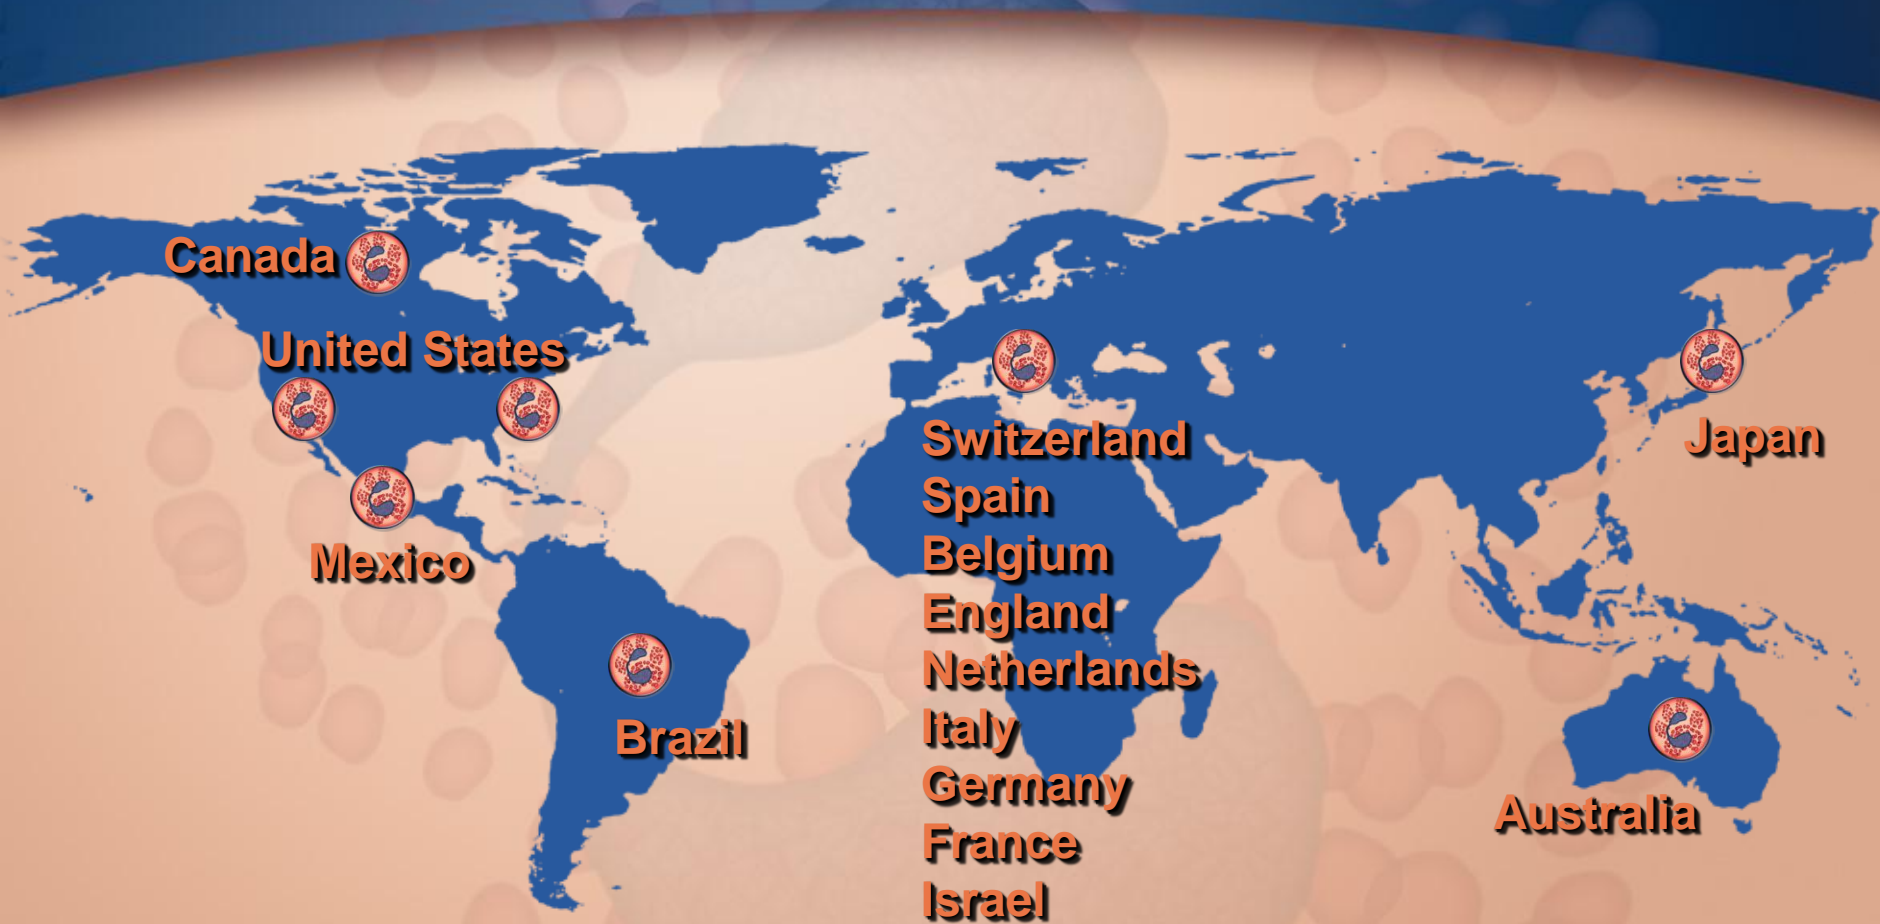 Canada
United States
Mexico
Brazil
Switzerland
Spain
Belgium
England
Netherlands
Italy
Germany
France
Israel
Japan
Australia